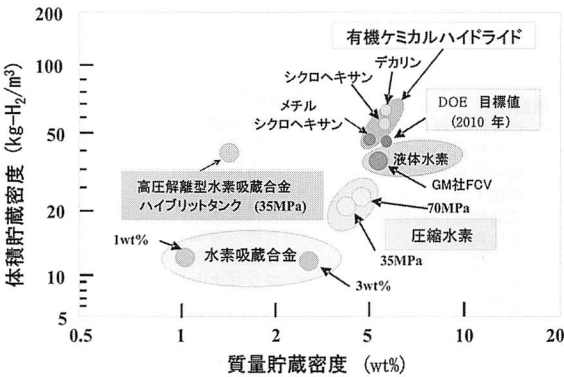 体積貯蔵密度 (kg-H₂/m³)
200
100
50
20
10
5
有機ケミカルハイドライド
デカリン
シクロヘキサン
メチル
シクロヘキサン
DOE 目標値
(2010 年)
液体水素
GM社FCV
高圧解離型水素吸蔵合金
ハイブリットタンク (35MPa)
70MPa
圧縮水素
35MPa
1wt%
水素吸蔵合金
3wt%
0.5
1
2
5
10
20
質量貯蔵密度 (wt%)